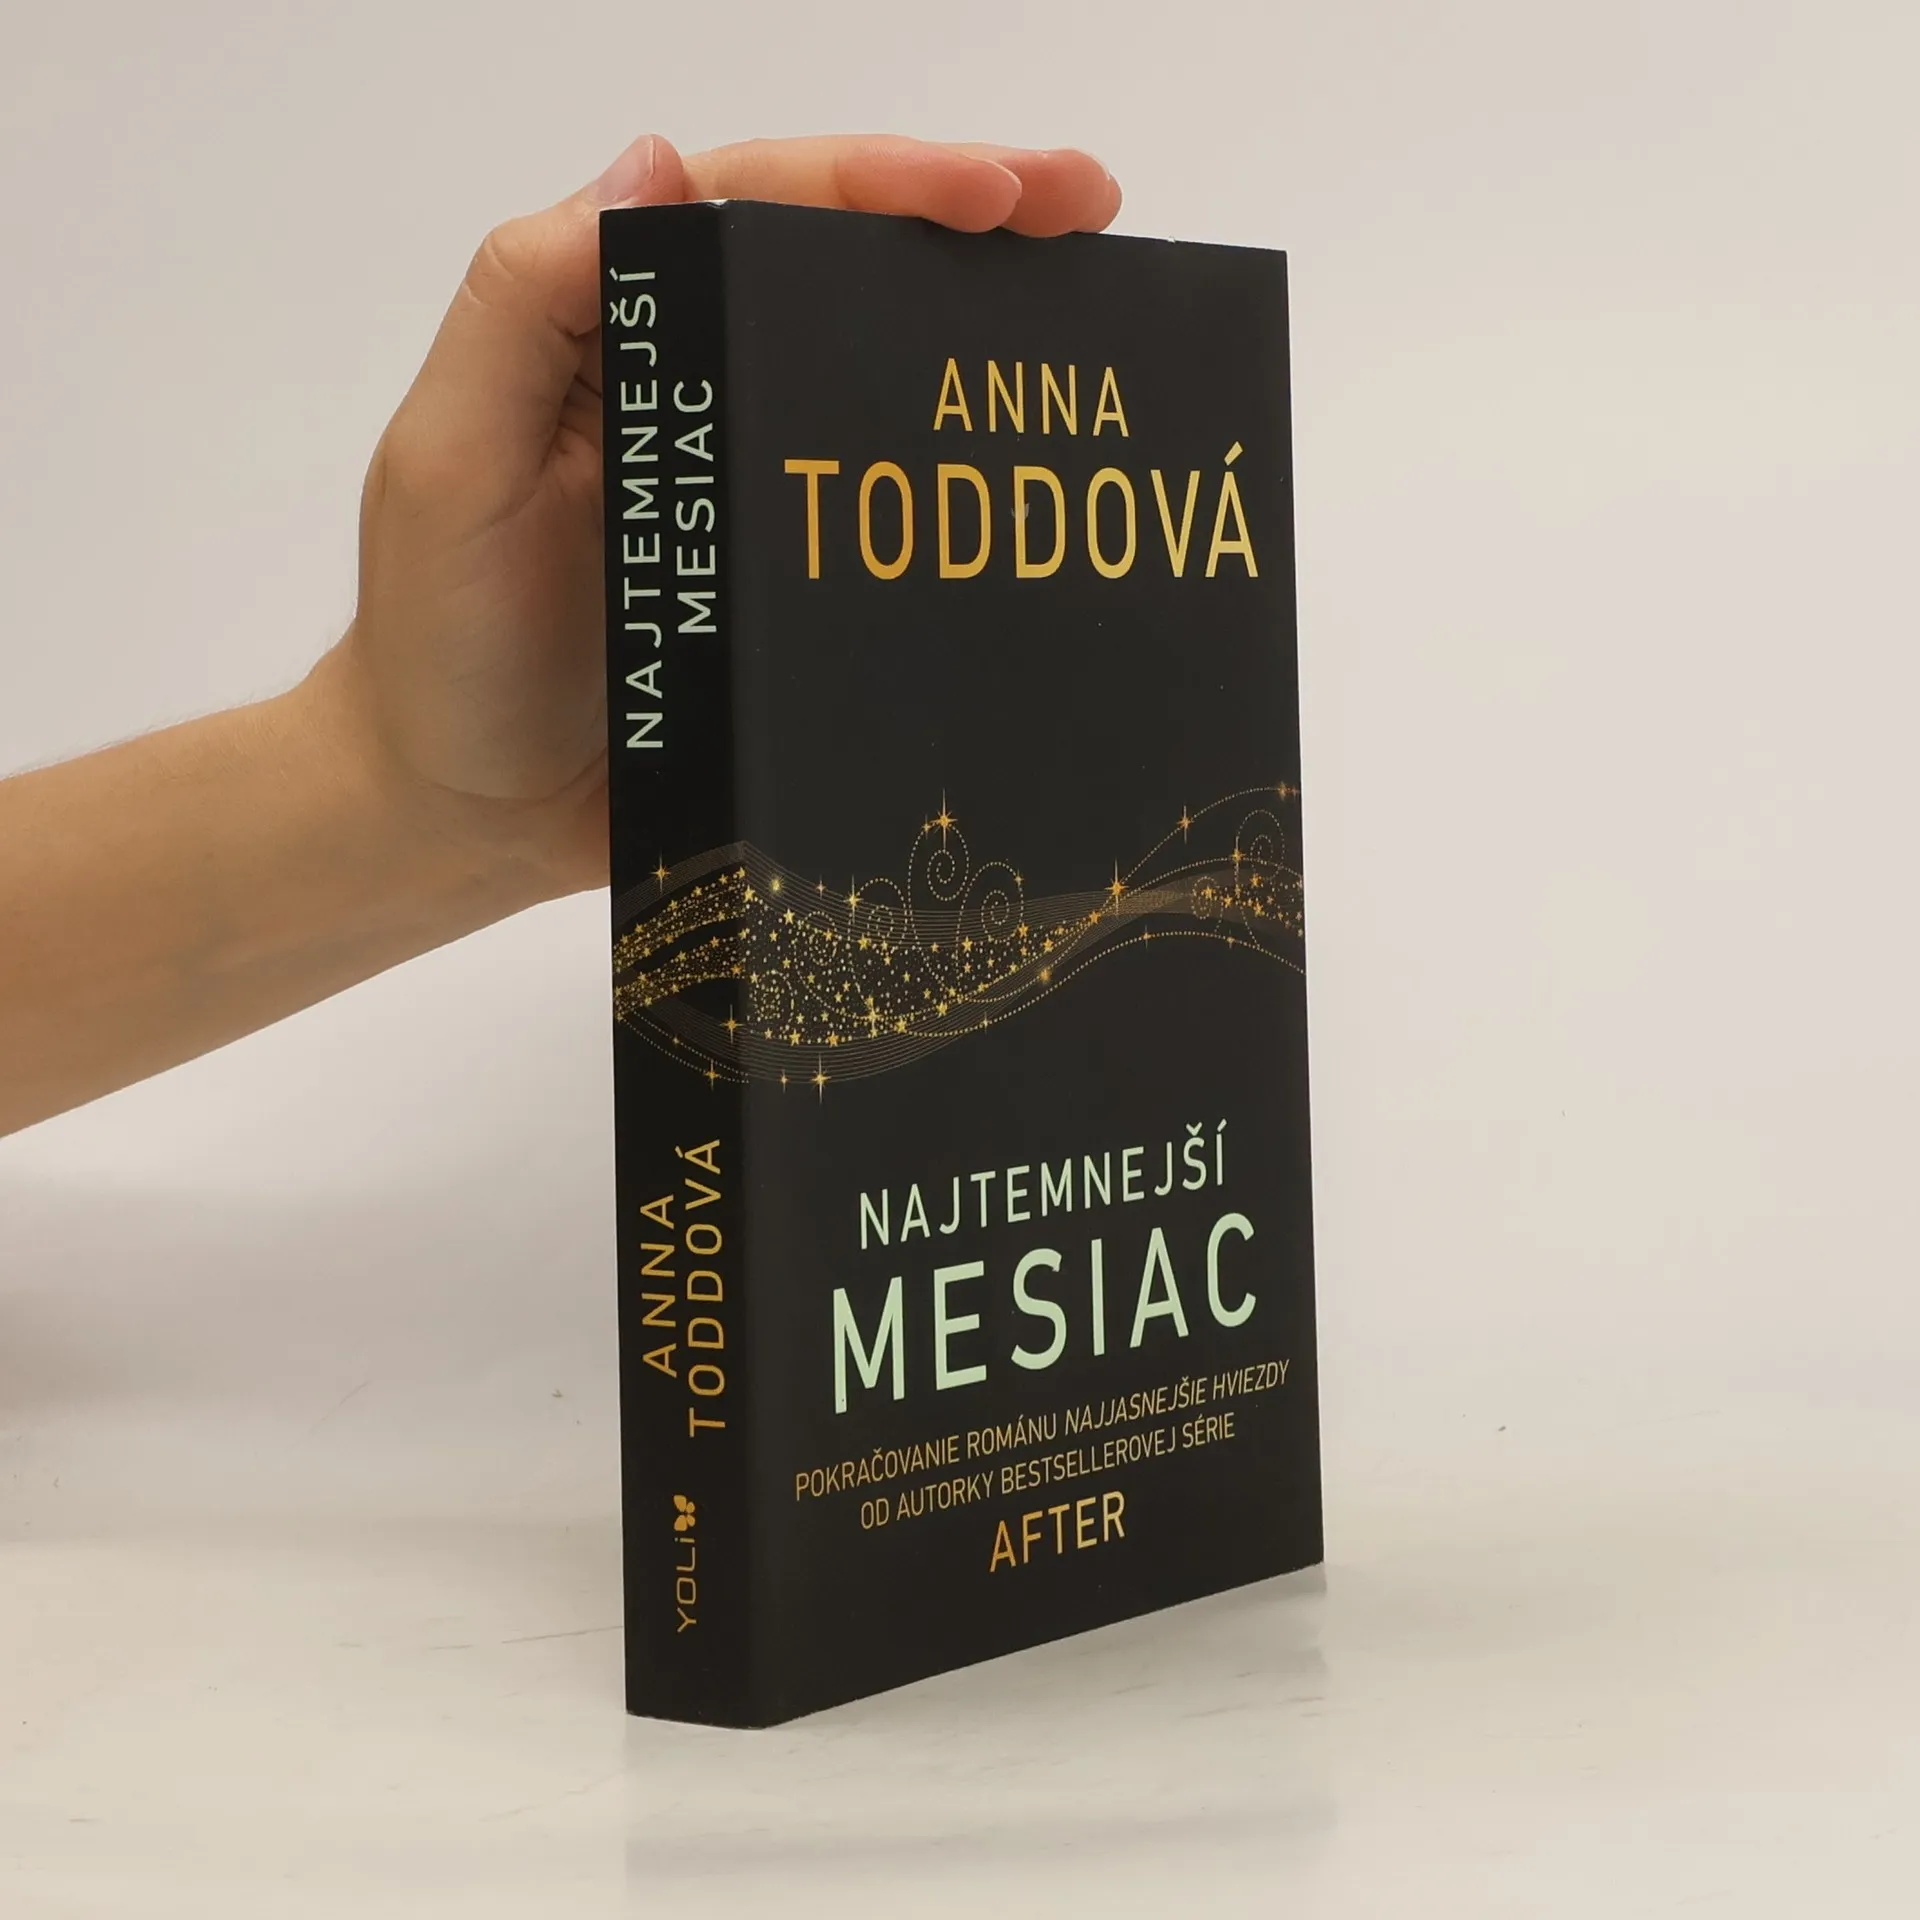 NAJTEMNEJŠÍ
MESIAC
ANNA
TODDOVÁ
YOLi
ANNA
TODDOVÁ
NAJTEMNEJŠÍ
MESIAC
POKRAČOVANIE ROMÁNU NAJJASNEJŠIE HVIEZDY
OD AUTORKY BESTSELLEROVEJ SÉRIE
AFTER